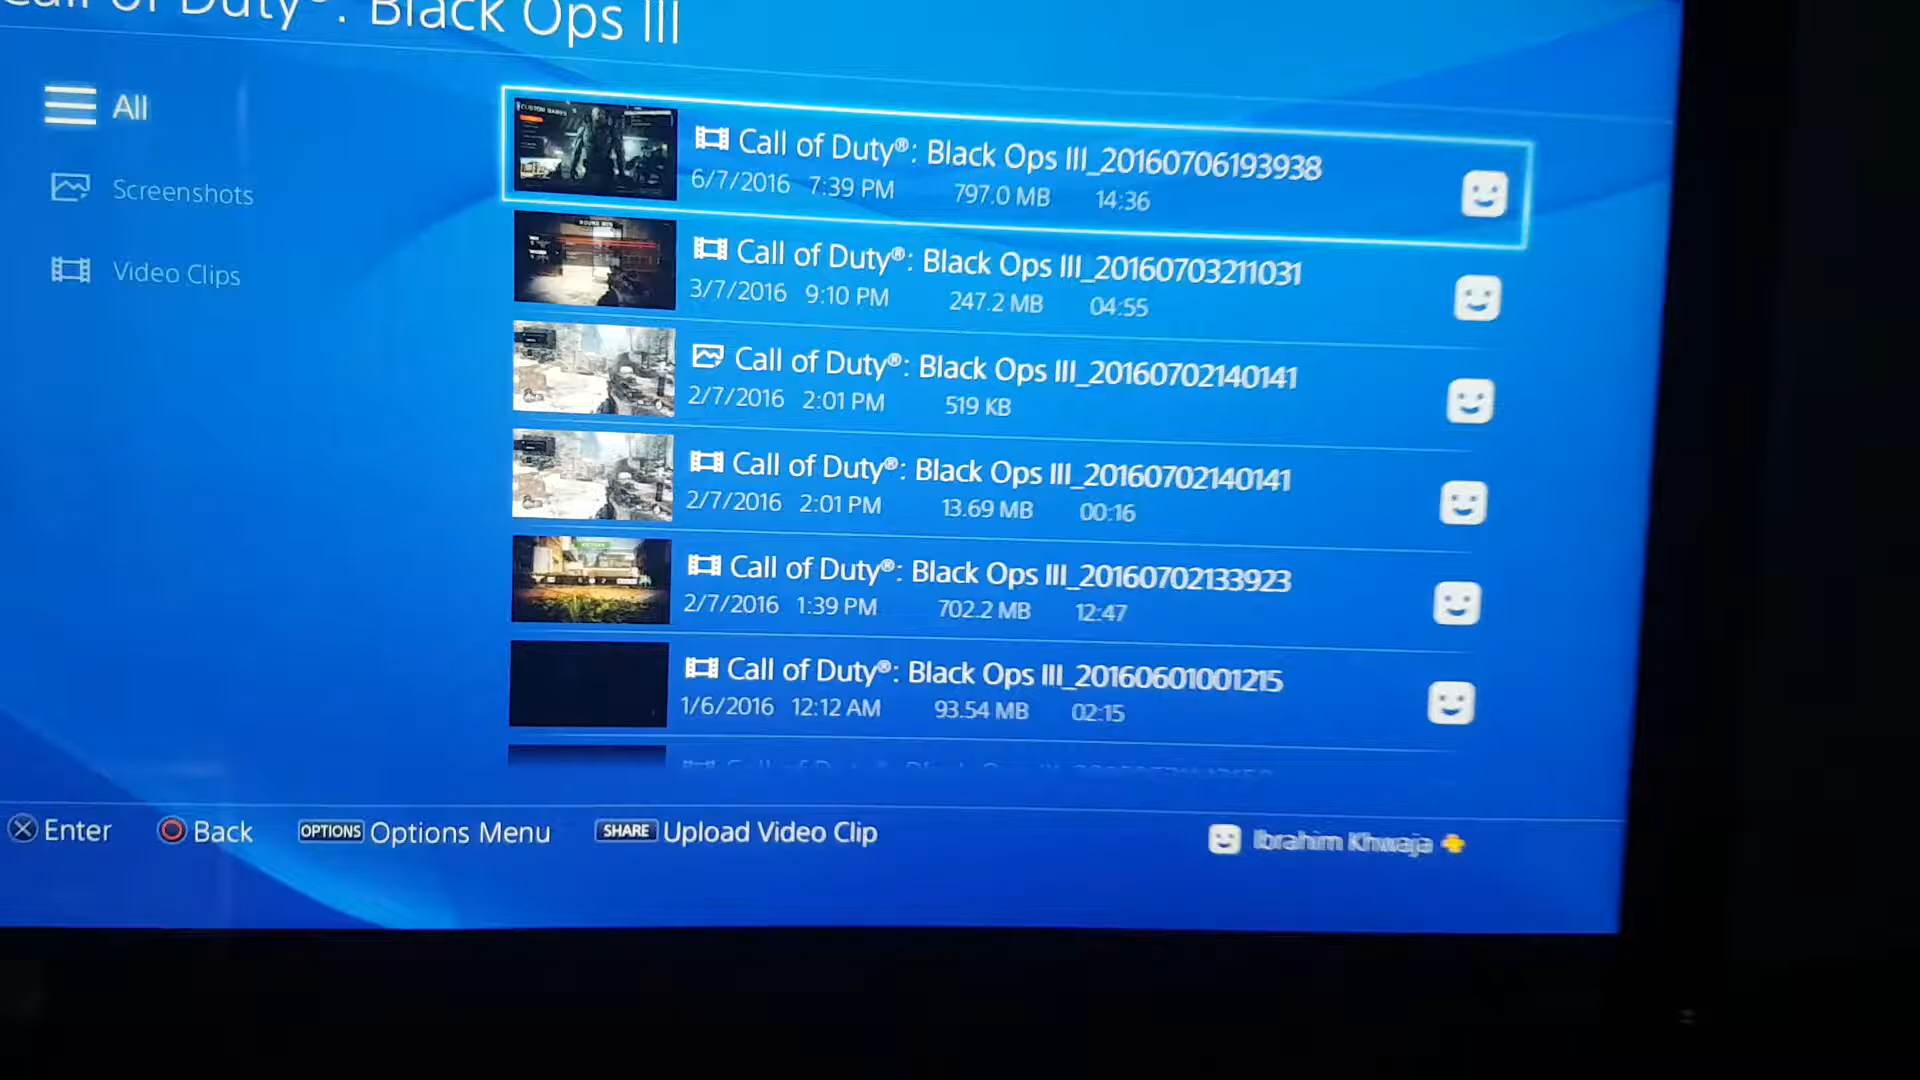 Call of Duty®: Black Ops III
All
Screenshots
Video Clips
Call of Duty®: Black Ops III_20160706193938
6/7/2016 7:39 PM 797.0 MB 14:36
Call of Duty®: Black Ops III_20160703211031
3/7/2016 9:10 PM 247.2 MB 04:55
Call of Duty®: Black Ops III_20160702140141
2/7/2016 2:01 PM 519 KB
Call of Duty®: Black Ops III_20160702140141
2/7/2016 2:01 PM 13.69 MB 00:16
Call of Duty®: Black Ops III_20160702133923
2/7/2016 1:39 PM 702.2 MB 12:47
Call of Duty®: Black Ops III_20160601001215
1/6/2016 12:12 AM 93.54 MB 02:15
Enter Back OPTIONS Options Menu SHARE Upload Video Clip Ibrahim Khwaja